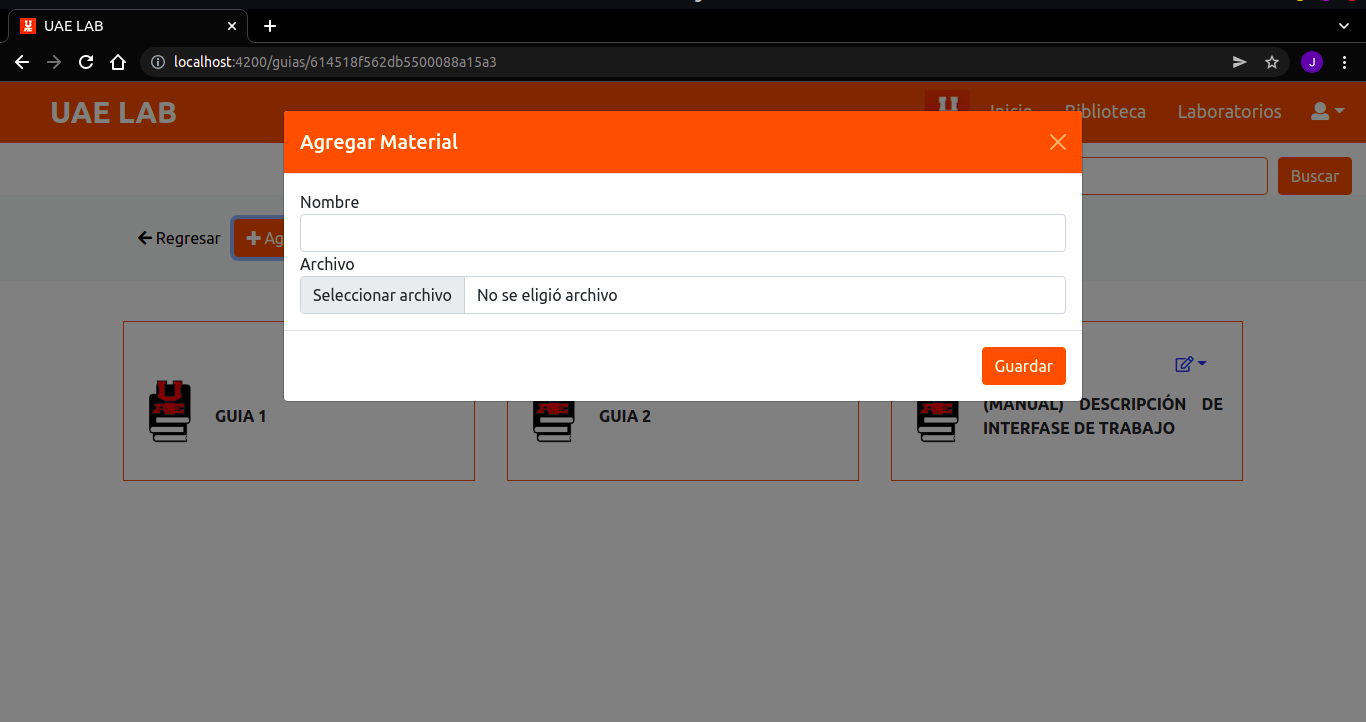 UAE LAB
localhost:4200/guias/614518f562db5500088a15a3
J
UAE LAB
Inicio
Biblioteca
Laboratorios
Agregar Material
Buscar
Nombre
Regresar
Ag
Archivo
Seleccionar archivo
No se eligió archivo
Guardar
GUIA 1
GUIA 2
(MANUAL) DESCRIPCIÓN DE
INTERFASE DE TRABAJO